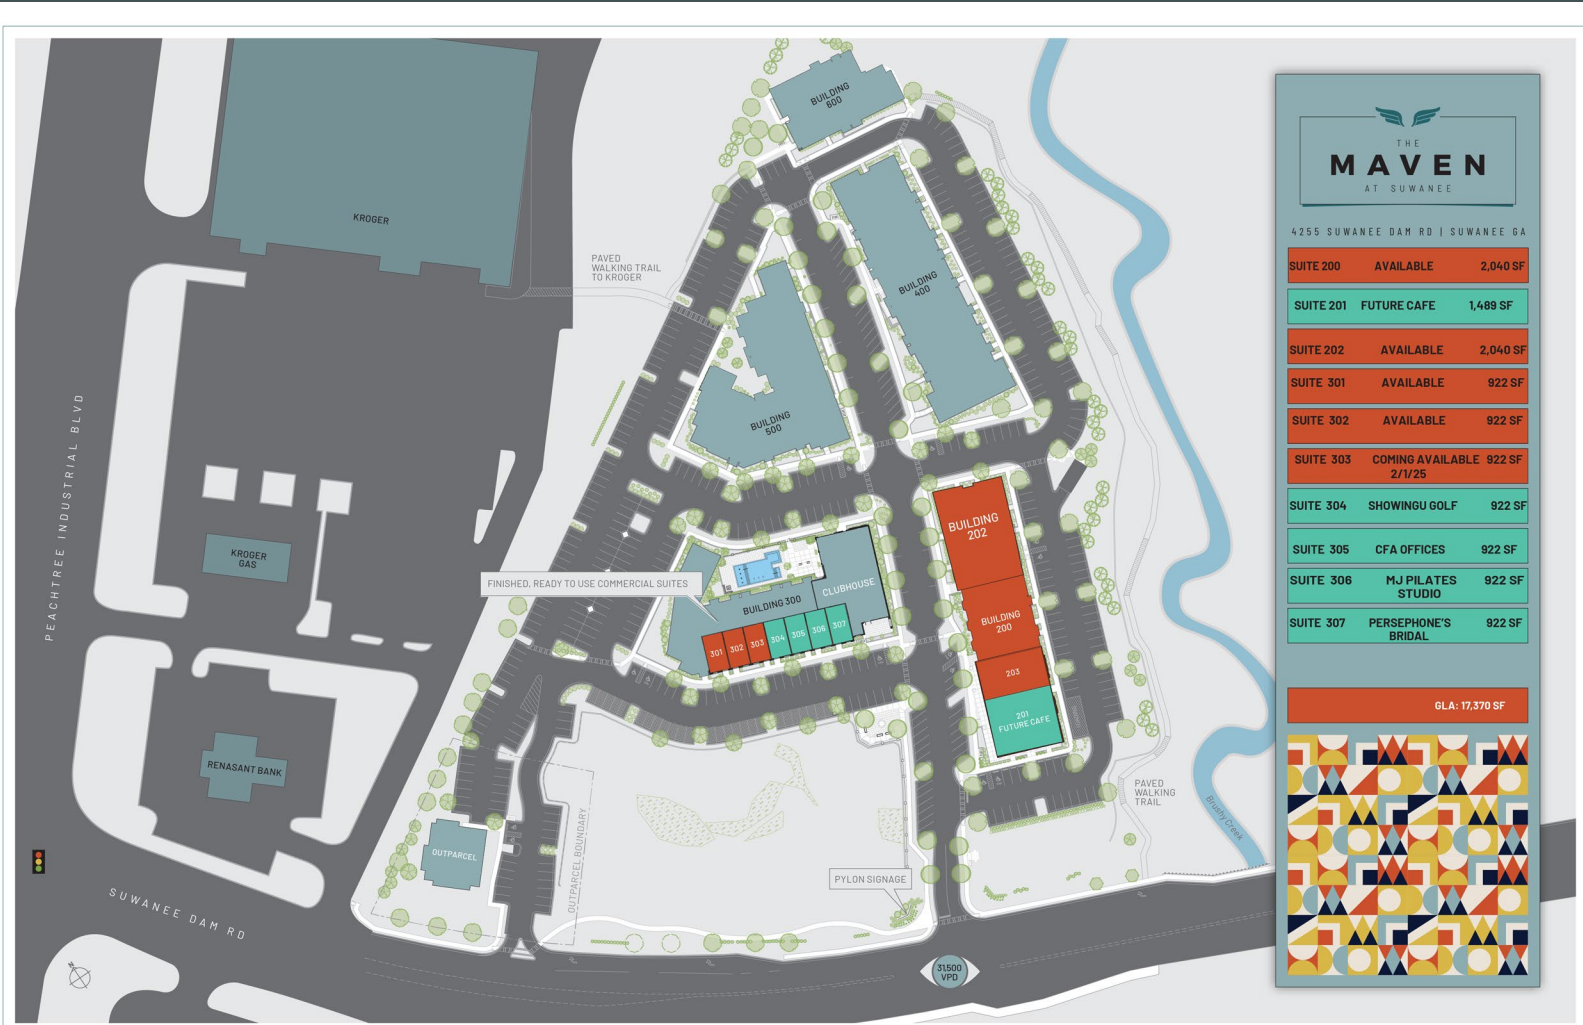 BUILDING
600
KROGER
PAVED
WALKING TRAIL
TO KROGER
BUILDING
400
BUILDING
500
PEACHTREE INDUSTRIAL BLVD
KROGER
GAS
FINISHED, READY TO USE COMMERCIAL SUITES
BUILDING 300
CLUBHOUSE
301
302
303
304
305
306
307
BUILDING
202
BUILDING
200
203
201
FUTURE CAFE
RENASANT BANK
OUTPARCEL
OUTPARCEL BOUNDARY
PAVED
WALKING
TRAIL
Brushy Creek
PYLON SIGNAGE
SUWANEE DAM RD
31,500
VPD
N
THE
MAVEN
AT SUWANEE
4255 SUWANEE DAM RD | SUWANEE GA
SUITE 200 AVAILABLE 2,040 SF
SUITE 201 FUTURE CAFE 1,489 SF
SUITE 202 AVAILABLE 2,040 SF
SUITE 301 AVAILABLE 922 SF
SUITE 302 AVAILABLE 922 SF
SUITE 303 COMING AVAILABLE 922 SF
2/1/25
SUITE 304 SHOWINGU GOLF 922 SF
SUITE 305 CFA OFFICES 922 SF
SUITE 306 MJ PILATES 922 SF
STUDIO
SUITE 307 PERSEPHONE'S 922 SF
BRIDAL
GLA: 17,370 SF